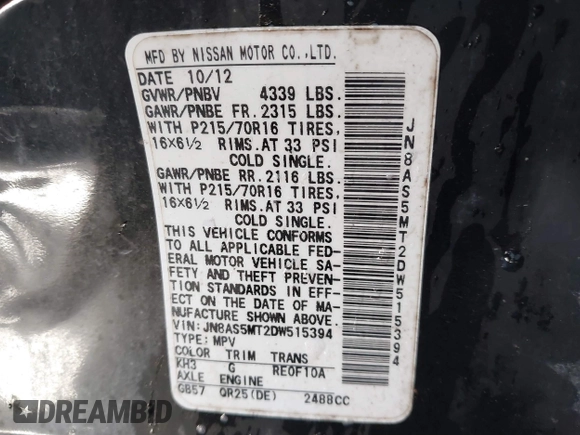 MFD BY NISSAN MOTOR CO.,LTD.
DATE 10/12
GVWR/PNBV 4339 LBS.
GAWR/PNBE FR. 2315 LBS.
WITH P215/70R16 TIRES,
16X6½ RIMS. AT 33 PSI
COLD SINGLE.
GAWR/PNBE RR. 2116 LBS.
WITH P215/70R16 TIRES,
16X6½ RIMS. AT 33 PSI
COLD SINGLE.
THIS VEHICLE CONFORMS
TO ALL APPLICABLE FED-
ERAL MOTOR VEHICLE SA-
FETY AND THEFT PREVEN-
TION STANDARDS IN EFF-
ECT ON THE DATE OF MA-
NUFACTURE SHOWN ABOVE.
VIN: JN8AS5MT2DW515394
TYPE: MPV
COLOR TRIM TRANS
KH3 G RE0F10A
AXLE ENGINE
GB57 QR25(DE) 2488CC
JN8AS5MT2DW515394
POWERED BY CARFAST EXPRESS